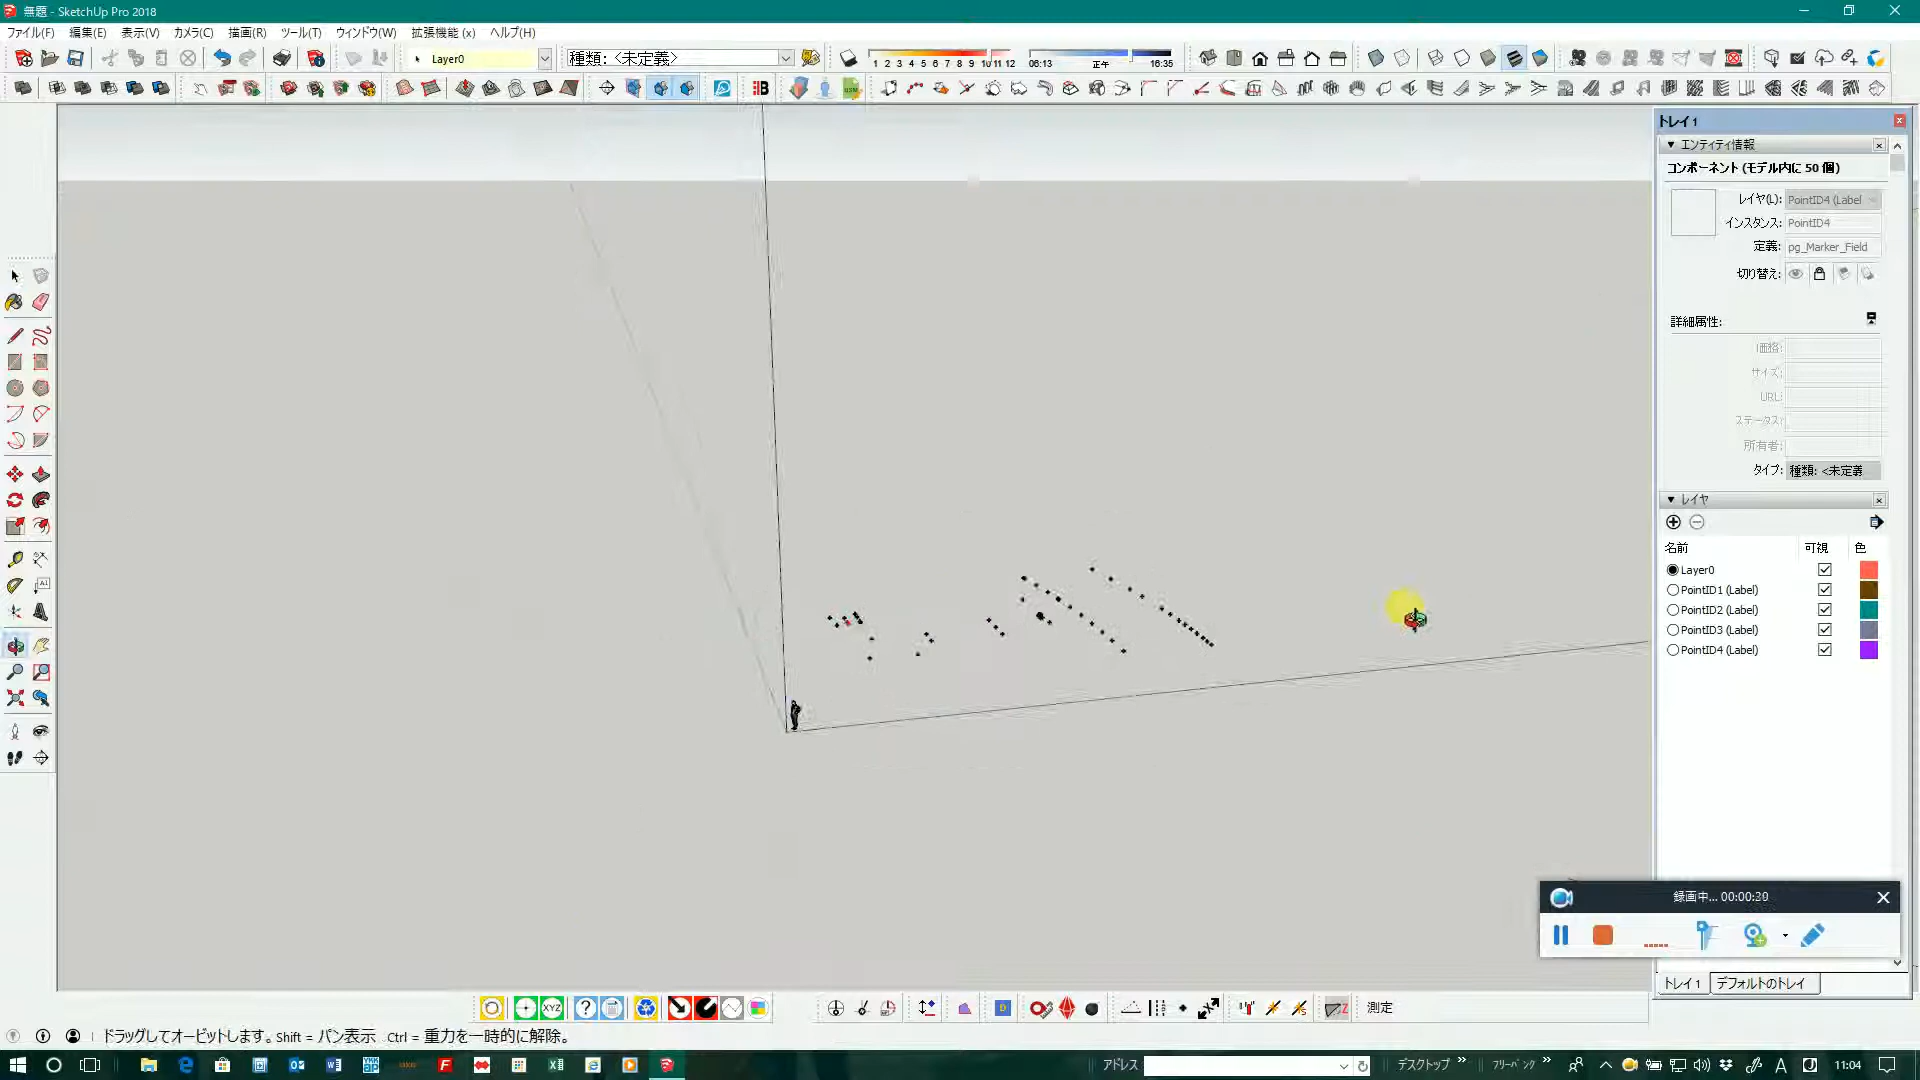 無題 - SketchUp Pro 2018
ファイル(F) 編集(E) 表示(V) カメラ(C) 描画(R) ツール(T) ウィンドウ(W) 拡張機能 (x) ヘルプ(H)
Layer0
種類: <未定義>
1 2 3 4 5 6 7 8 9 10 11 12
06:13 正午 16:35
トレイ1
エンティティ情報
コンポーネント (モデル内に 50 個)
レイヤ(L): PointID4 (Label
インスタンス: PointID4
定義: pg_Marker_Field
切り替え:
詳細属性:
価格:
サイズ:
URL:
ステータス:
所有者:
タイプ: 種類: <未定義
レイヤ
名前 可視 色
Layer0
PointID1 (Label)
PointID2 (Label)
PointID3 (Label)
PointID4 (Label)
録画中... 00:00:20
トレイ1 デフォルトのトレイ
XYZ
測定
ドラッグしてオービットします。Shift = パン表示 Ctrl = 重力を一時的に解除。
アドレス
デスクトップ
フリーバンク
A
11:04